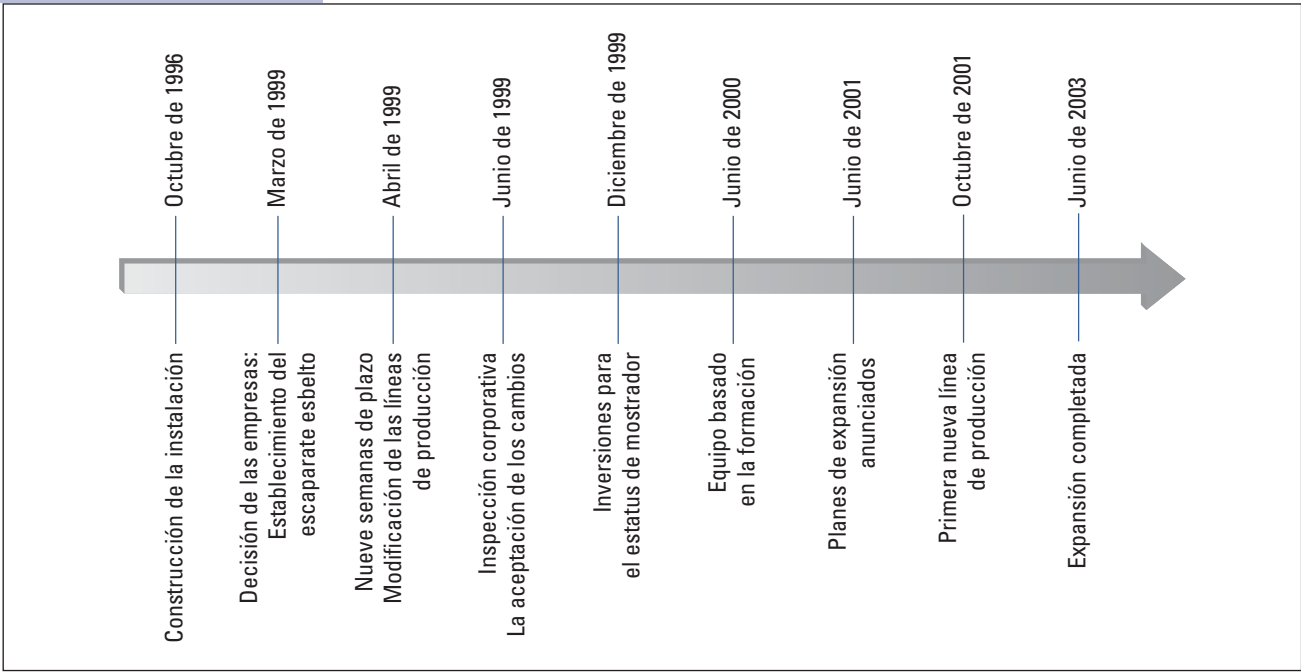 Octubre de 1996
Marzo de 1999
Abril de 1999
Junio de 1999
Diciembre de 1999
Junio de 2000
Junio de 2001
Octubre de 2001
Junio de 2003
Construcción de la instalación
Decisión de las empresas:
Establecimiento del
escaparate esbelto
Nueve semanas de plazo
Modificación de las líneas
de producción
Inspección corporativa
La aceptación de los cambios
Inversiones para
el estatus de mostrador
Equipo basado
en la formación
Planes de expansión
anunciados
Primera nueva línea
de producción
Expansión completada